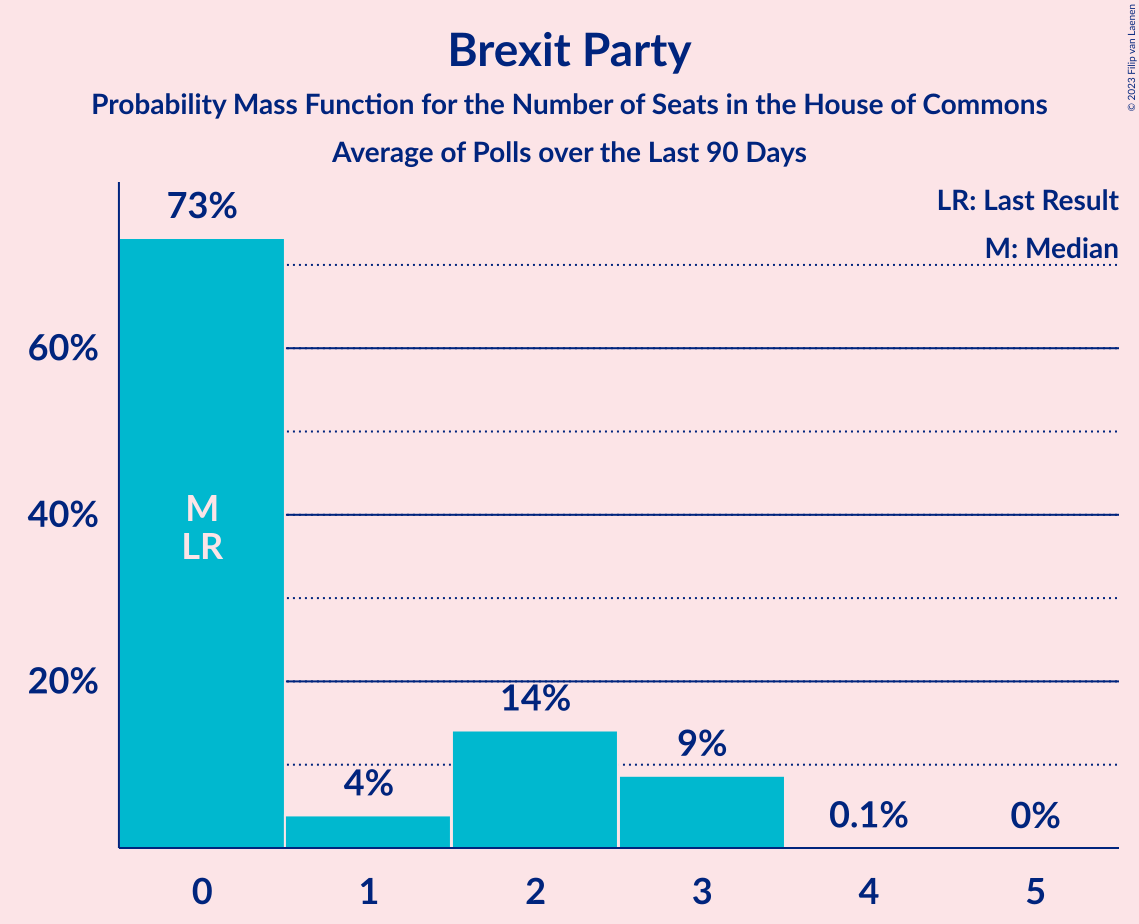 Brexit Party
Probability Mass Function for the Number of Seats in the House of Commons
Average of Polls over the Last 90 Days
© 2023 Filip van Laenen
LR: Last Result
M: Median
73%
60%
40%
20%
M
LR
4%
14%
9%
0.1%
0%
0 1 2 3 4 5